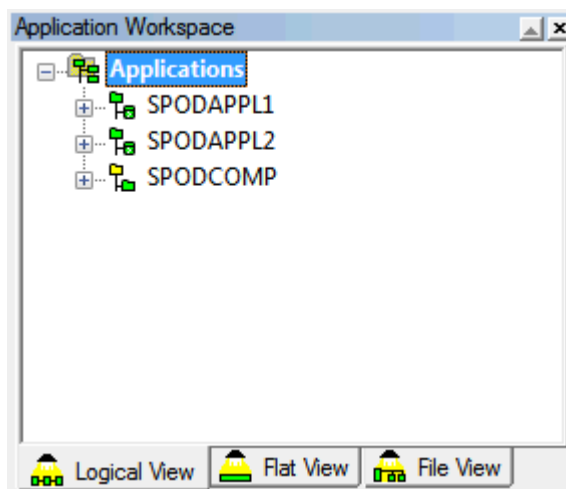 Application Workspace
Applications
SPODAPPL1
SPODAPPL2
SPODCOMP
Logical View Flat View File View